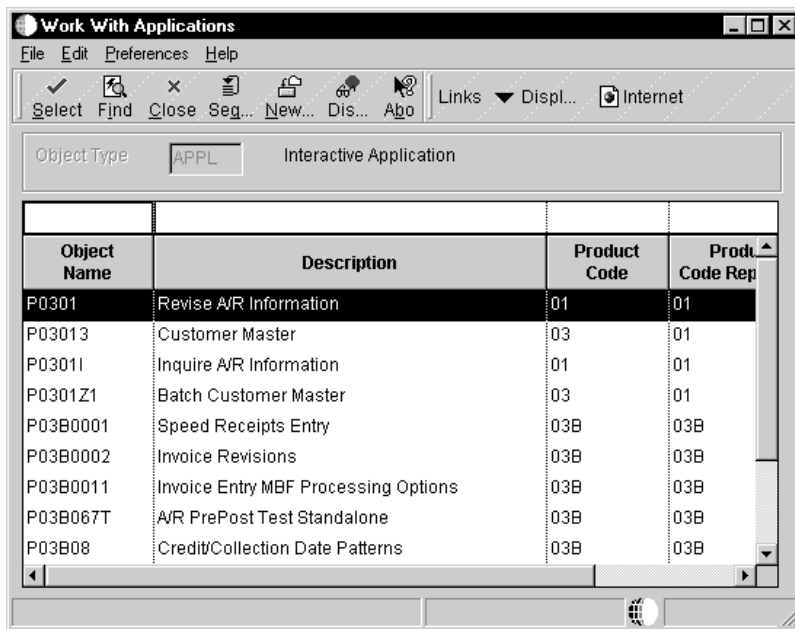 Work With Applications
File Edit Preferences Help
Select Find Close Seq... New... Dis... Abo Links Displ... Internet
Object Type APPL Interactive Application
Object Name Description Product Code Produ Code Rep
P0301 Revise A/R Information 01 01
P03013 Customer Master 03 01
P0301I Inquire A/R Information 01 01
P0301Z1 Batch Customer Master 03 01
P03B0001 Speed Receipts Entry 03B 03B
P03B0002 Invoice Revisions 03B 03B
P03B0011 Invoice Entry MBF Processing Options 03B 03B
P03B067T A/R PrePost Test Standalone 03B 03B
P03B08 Credit/Collection Date Patterns 03B 03B